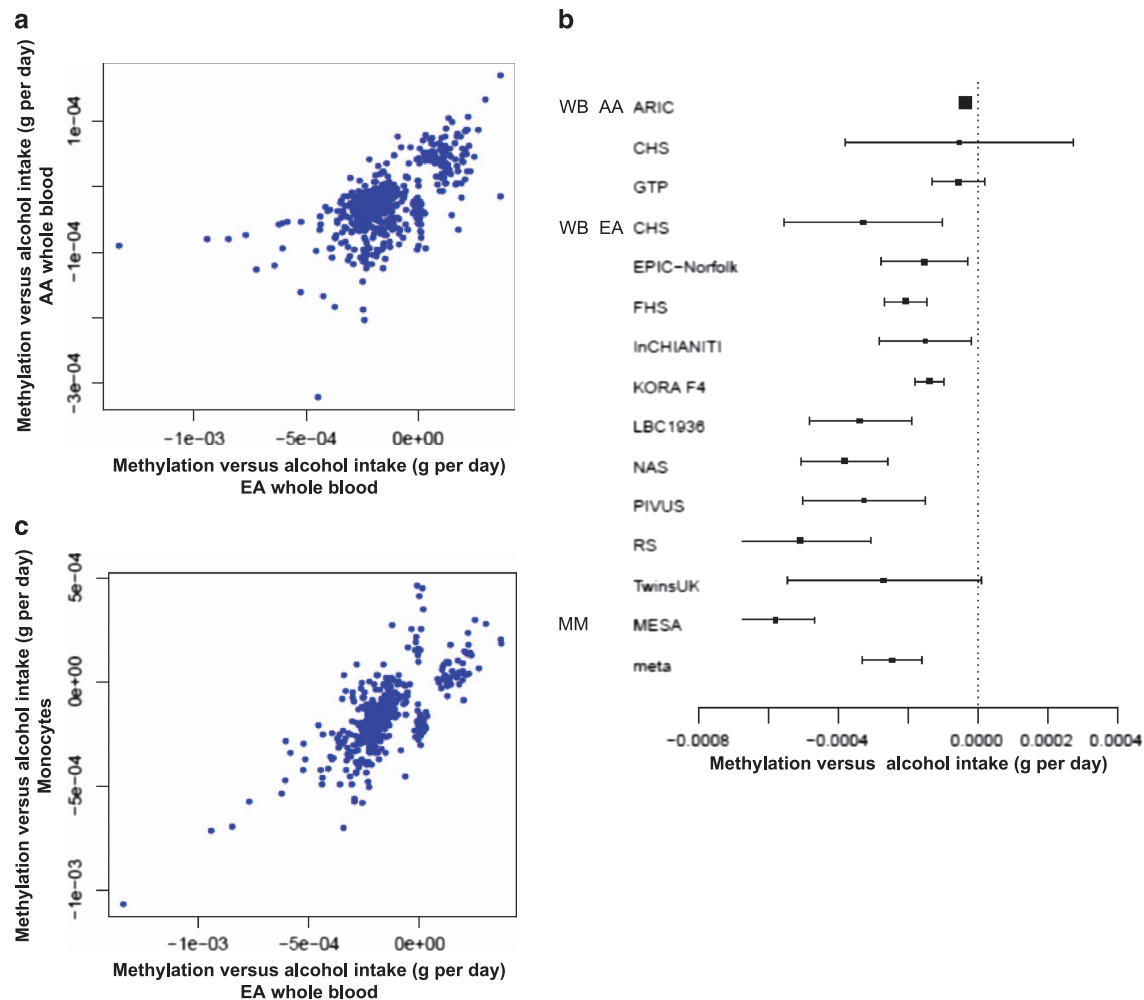 a
Methylation versus alcohol intake (g per day)
AA whole blood
1e−04
−1e−04
−3e−04
−1e−03 −5e−04 0e+00
Methylation versus alcohol intake (g per day)
EA whole blood
b
WB AA ARIC
CHS
GTP
WB EA CHS
EPIC−Norfolk
FHS
InCHIANITI
KORA F4
LBC1936
NAS
PIVUS
RS
TwinsUK
MM MESA
meta
−0.0008 −0.0004 0.0000 0.0002 0.0004
Methylation versus alcohol intake (g per day)
c
Methylation versus alcohol intake (g per day)
Monocytes
5e−04
0e+00
−5e−04
−1e−03
−1e−03 −5e−04 0e+00
Methylation versus alcohol intake (g per day)
EA whole blood